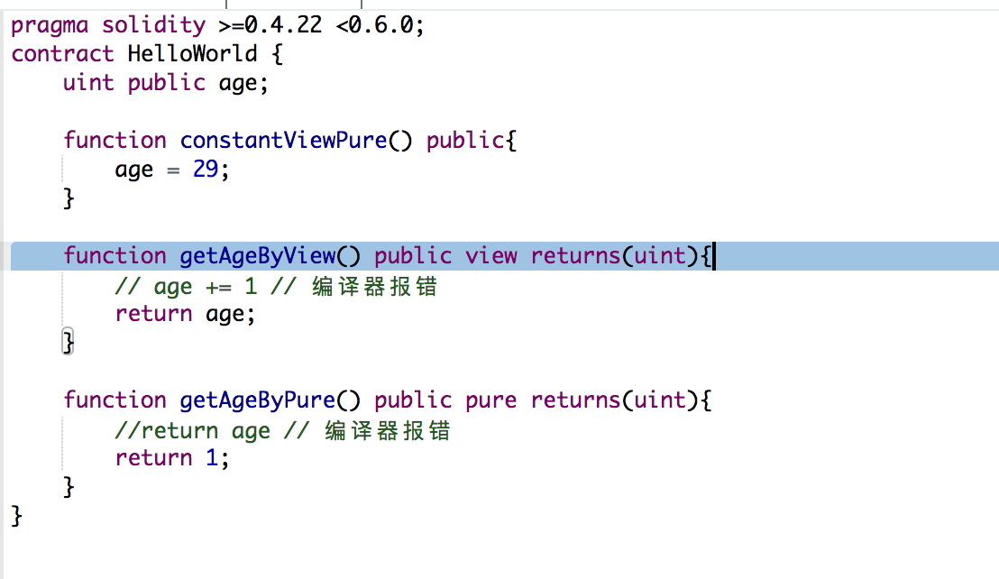 pragma solidity >=0.4.22 <0.6.0;
contract HelloWorld {
    uint public age;
    function constantViewPure() public{
        age = 29;
    }
    function getAgeByView() public view returns(uint){
        // age += 1 // 编译器报错
        return age;
    }
    function getAgeByPure() public pure returns(uint){
        //return age // 编译器报错
        return 1;
    }
}